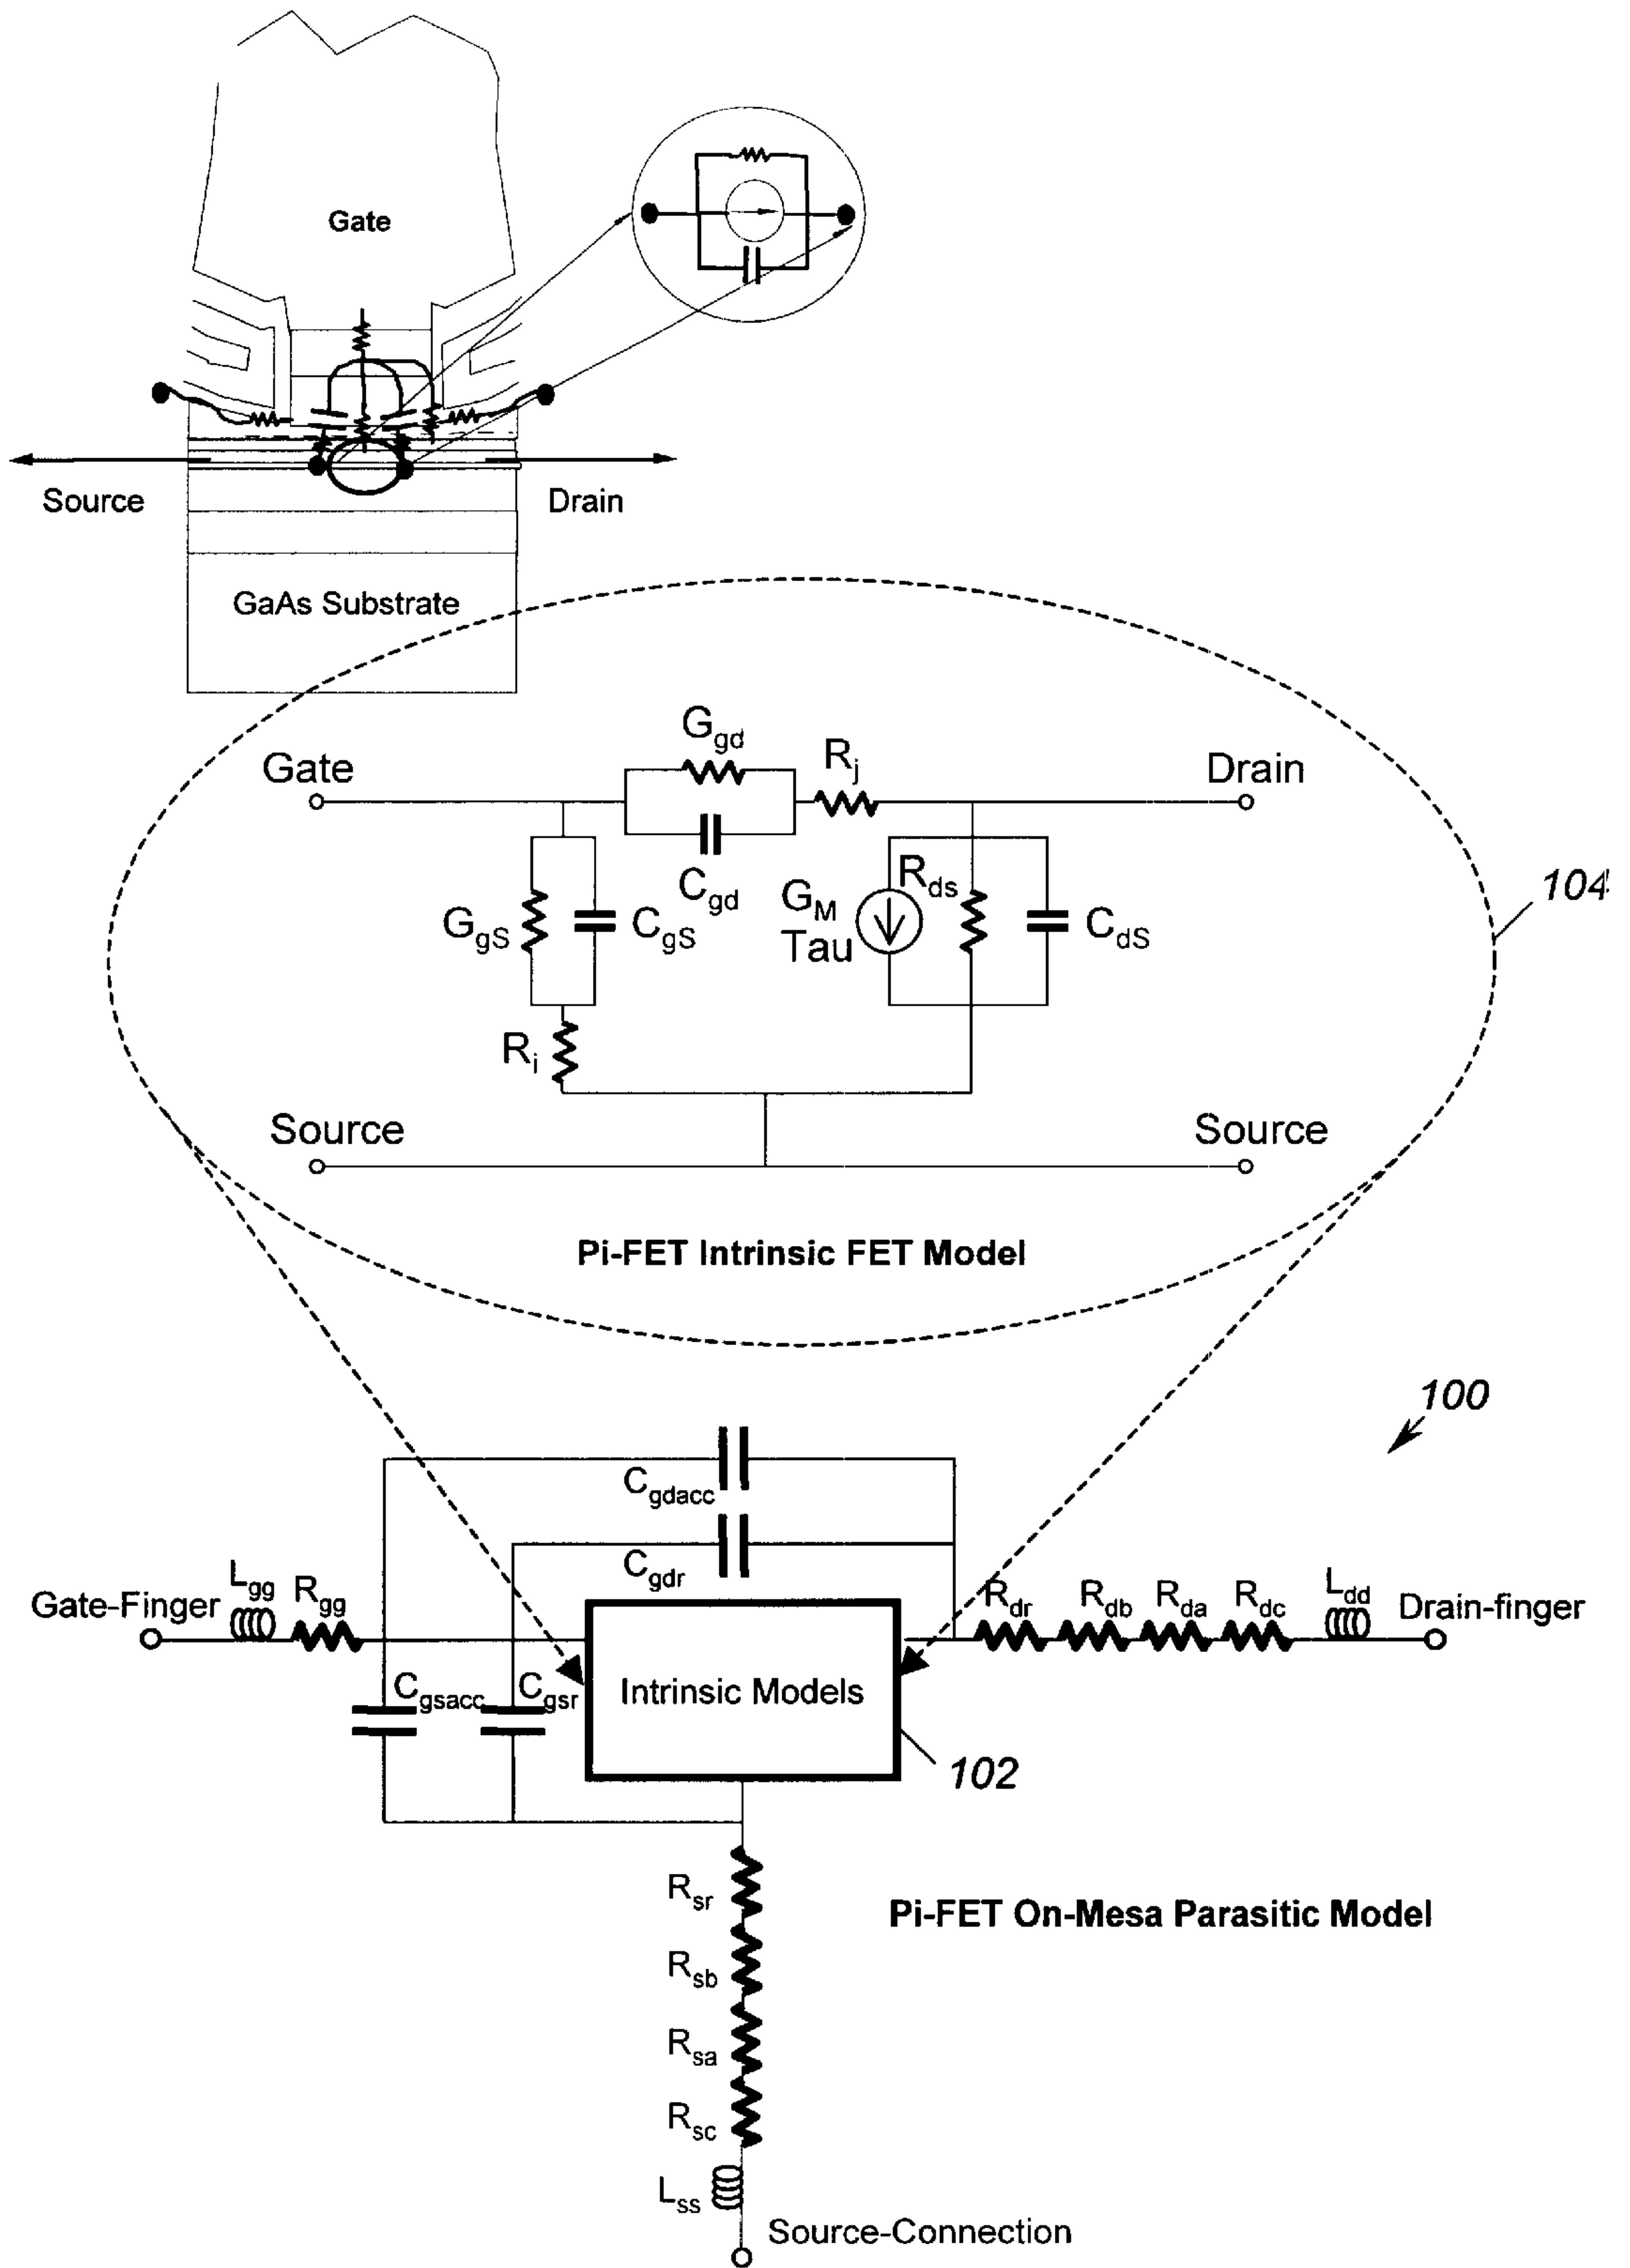 Gate
Source
Drain
GaAs Substrate
Ggd
Rj
Gate
Drain
Cgd
Rds
GM
Tau
GgS
CgS
CdS
104
Ri
Source
Source
Pi-FET Intrinsic FET Model
100
Cgdacc
Cgdr
Lgg
Rgg
Gate-Finger
Rdr
Rdb
Rda
Rdc
Ldd
Drain-finger
Cgsacc
Cgsr
Intrinsic Models
102
Rsr
Pi-FET On-Mesa Parasitic Model
Rsb
Rsa
Rsc
Lss
Source-Connection